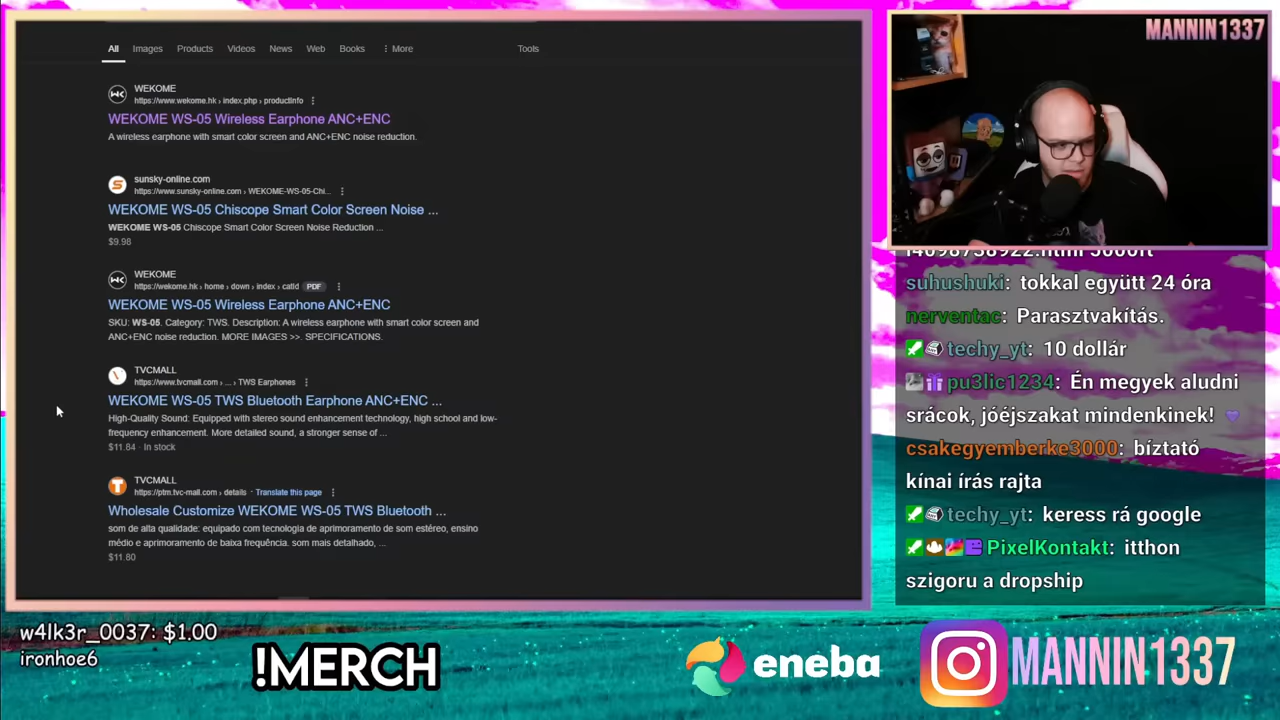 All Images Products Videos News Web Books More Tools
WEKOME
https://www.wekome.hk › index.php › productInfo
WEKOME WS-05 Wireless Earphone ANC+ENC
A wireless earphone with smart color screen and ANC+ENC noise reduction.
sunsky-online.com
https://www.sunsky-online.com › WEKOME-WS-05-Chi...
WEKOME WS-05 Chiscope Smart Color Screen Noise ...
WEKOME WS-05 Chiscope Smart Color Screen Noise Reduction ...
$9.98
WEKOME
https://wekome.hk › home › down › index › catId PDF
WEKOME WS-05 Wireless Earphone ANC+ENC
SKU: WS-05. Category: TWS. Description: A wireless earphone with smart color screen and
ANC+ENC noise reduction. MORE IMAGES >>. SPECIFICATIONS.
TVCMALL
https://www.tvcmall.com › ... › TWS Earphones
WEKOME WS-05 TWS Bluetooth Earphone ANC+ENC ...
High-Quality Sound: Equipped with stereo sound enhancement technology, high school and low-
frequency enhancement. More detailed sound, a stronger sense of ...
$11.84 · In stock
TVCMALL
https://ptm.tvc-mall.com › details · Translate this page
Wholesale Customize WEKOME WS-05 TWS Bluetooth ...
som de alta qualidade: equipado com tecnologia de aprimoramento de som estéreo, ensino
médio e aprimoramento de baixa frequência. som mais detalhado, ...
$11.80
MANNIN1337
suhushuki: tokkal együtt 24 óra
nerventac: Parasztvakítás.
techy_yt: 10 dollár
pu3lic1234: Én megyek aludni
srácok, jóéjszakat mindenkinek!
csakegyemberke3000: bíztató
kínai írás rajta
techy_yt: keress rá google
PixelKontakt: itthon
szigoru a dropship
w4lk3r_0037: $1.00
ironhoe6
!MERCH
eneba
MANNIN1337